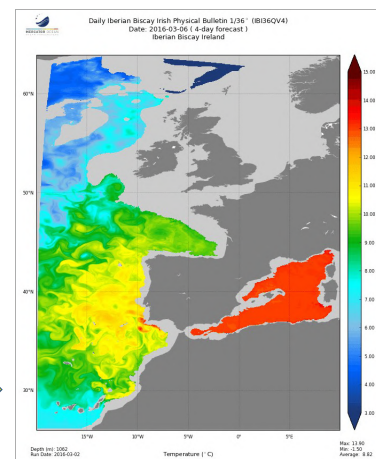 MERCATOR OCEAN
Daily Iberian Biscay Irish Physical Bulletin 1/36° (IBI36QV4)
Date: 2016-03-06 ( 4-day forecast )
Iberian Biscay Ireland
60°N
50°N
40°N
30°N
15°W 10°W 5°W 0° 5°E
15.00
14.00
13.00
12.00
11.00
10.00
9.00
8.00
7.00
6.00
5.00
4.00
3.00
Depth (m): 1062
Run Date: 2016-03-02
Temperature (°C)
Max: 13.90
Min: -1.50
Average: 8.82